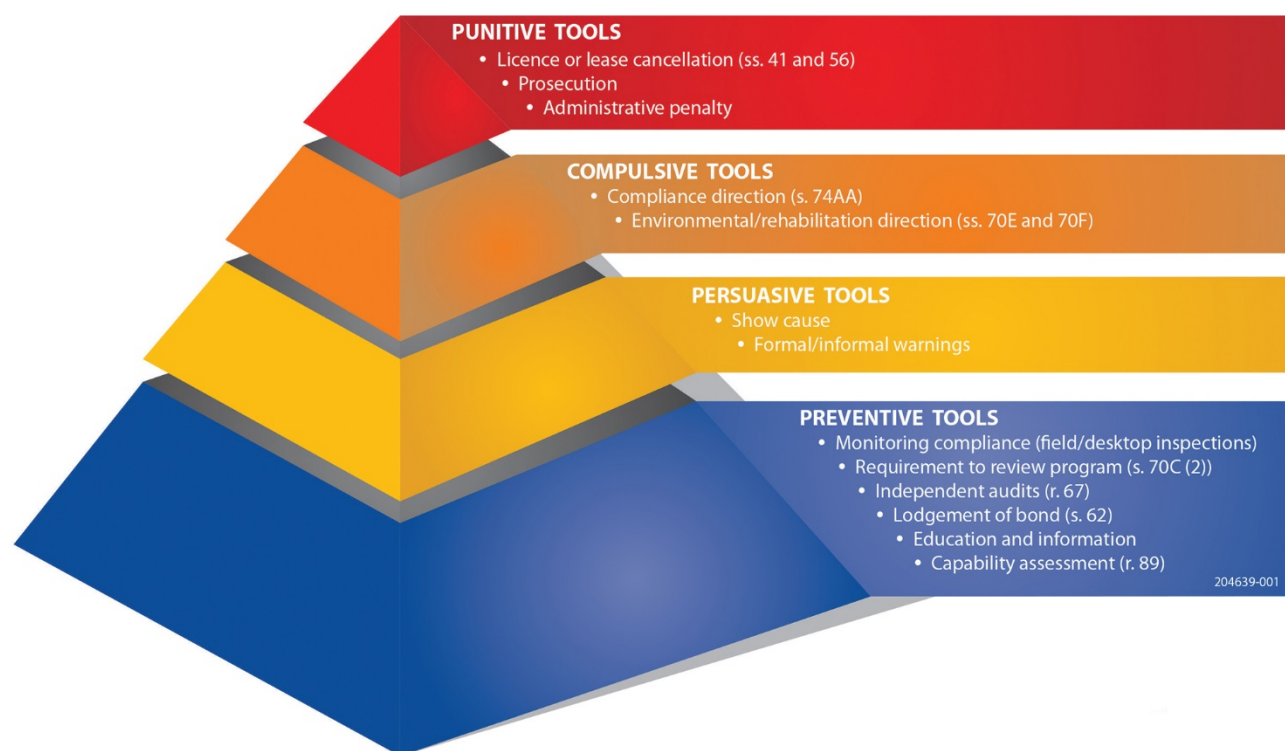 PUNITIVE TOOLS
• Licence or lease cancellation (ss. 41 and 56)
• Prosecution
• Administrative penalty
COMPULSIVE TOOLS
• Compliance direction (s. 74AA)
• Environmental/rehabilitation direction (ss. 70E and 70F)
PERSUASIVE TOOLS
• Show cause
• Formal/informal warnings
PREVENTIVE TOOLS
• Monitoring compliance (field/desktop inspections)
• Requirement to review program (s. 70C (2))
• Independent audits (r. 67)
• Lodgement of bond (s. 62)
• Education and information
• Capability assessment (r. 89)
204639-001